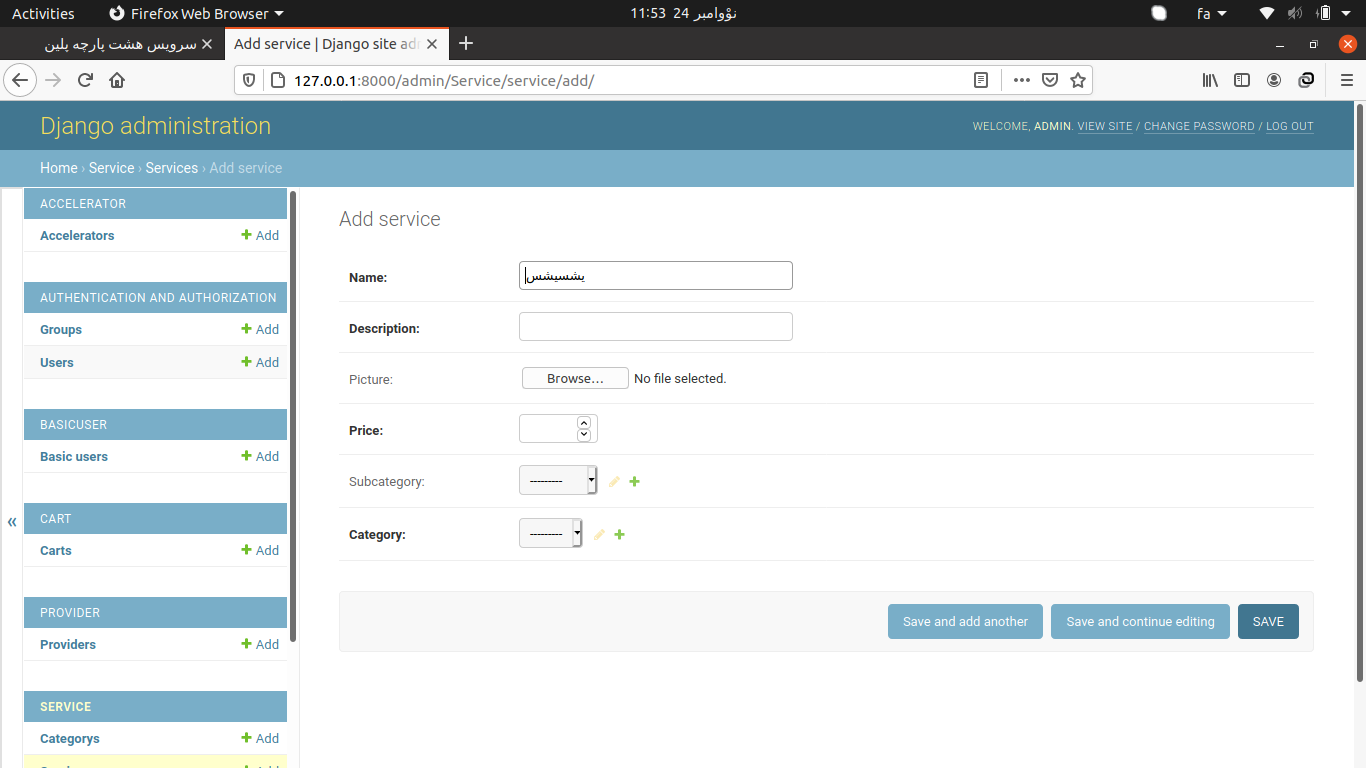 Activities Firefox Web Browser 11:53 24 نۆوامبر fa
سرویس هشت پارچه پلین Add service | Django site ad
127.0.0.1:8000/admin/Service/service/add/
Django administration WELCOME, ADMIN. VIEW SITE / CHANGE PASSWORD / LOG OUT
Home › Service › Services › Add service
ACCELERATOR
Accelerators Add
AUTHENTICATION AND AUTHORIZATION
Groups Add
Users Add
BASICUSER
Basic users Add
CART
Carts Add
PROVIDER
Providers Add
SERVICE
Categorys Add
«
Add service
Name: یشسیشس
Description:
Picture: Browse... No file selected.
Price:
Subcategory: ---------
Category: ---------
Save and add another Save and continue editing SAVE